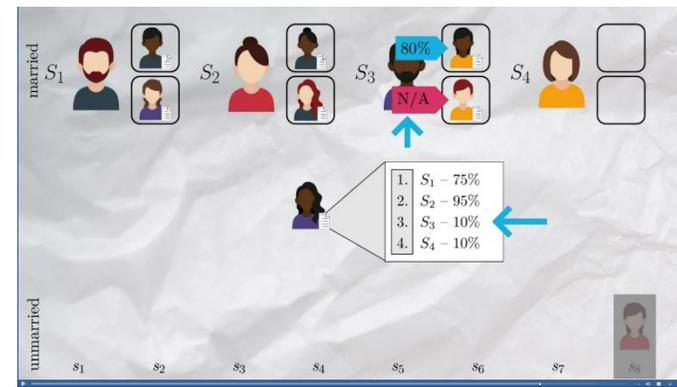 married
S1
S2
S3
S4
80%
N/A
1. S1 – 75%
2. S2 – 95%
3. S3 – 10%
4. S4 – 10%
unmarried
s1
s2
s3
s4
s5
s6
s7
s8